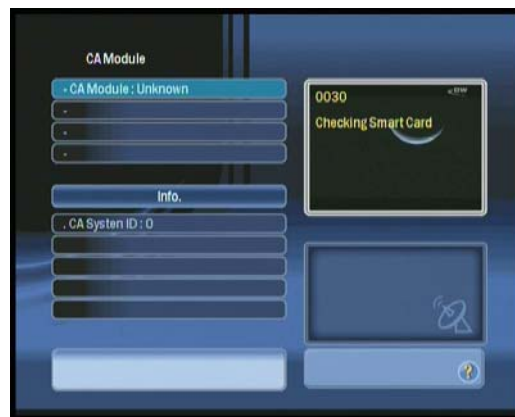 CA Module
- CA Module : Unknown
-
-
-
Info.
. CA Systen ID : 0
0030
Checking Smart Card
?